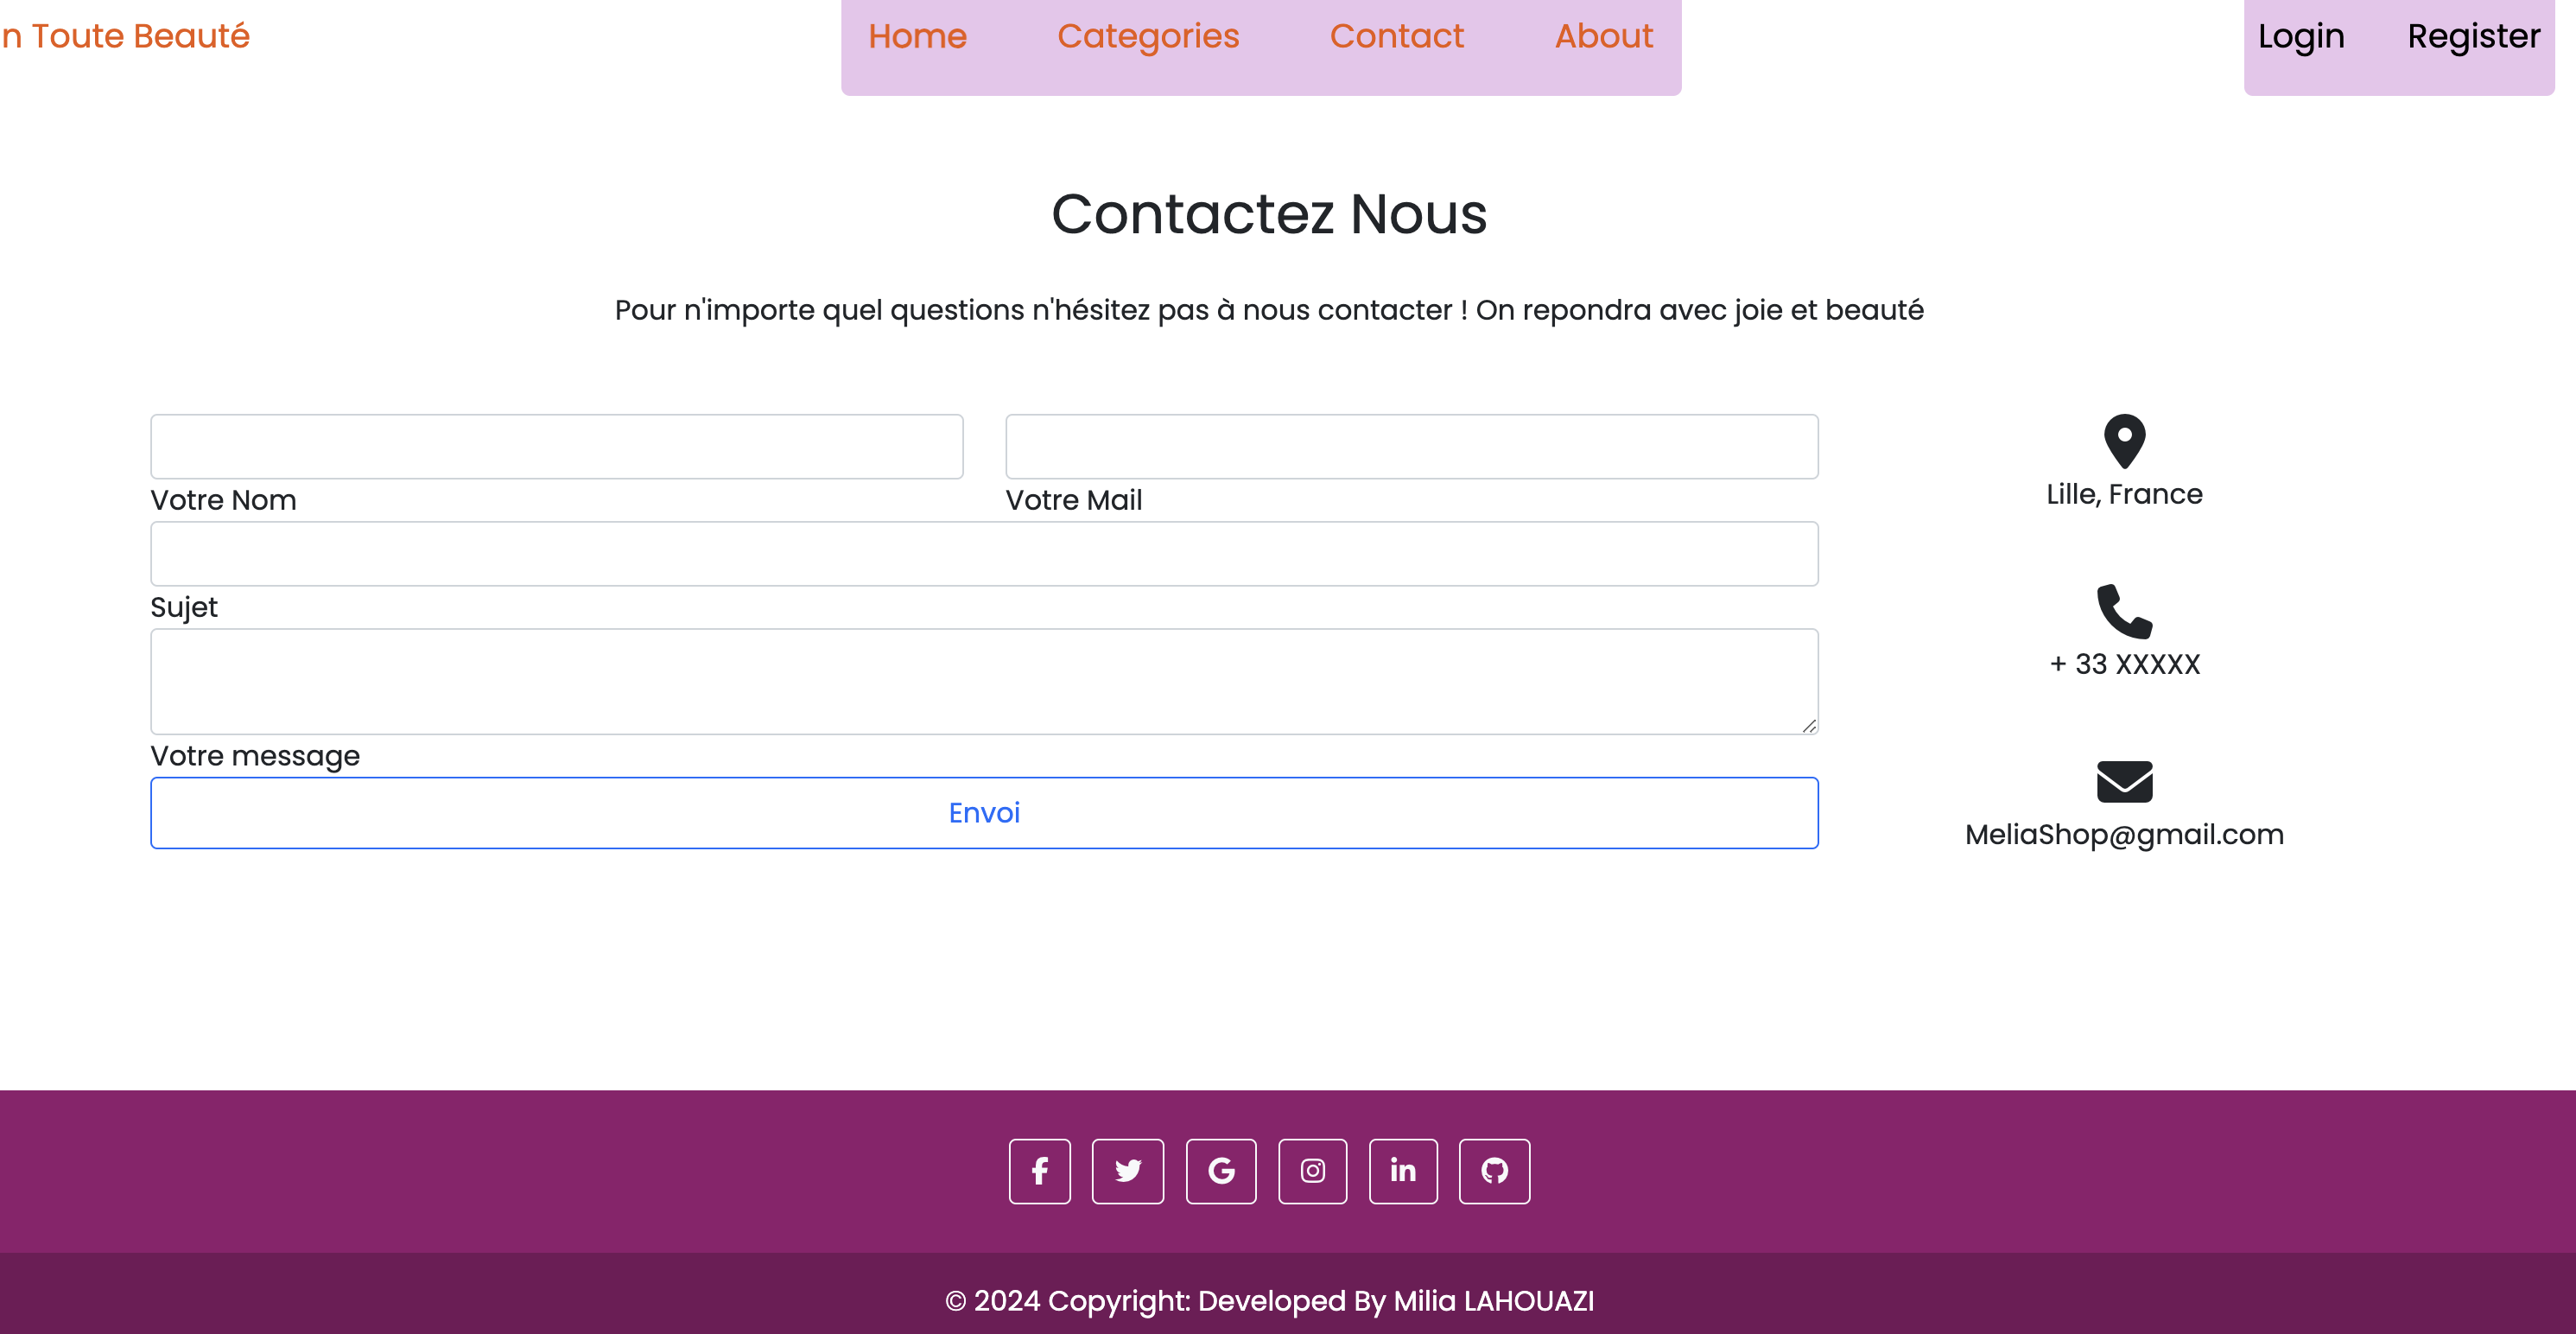 n Toute Beauté
Home Categories Contact About
Login Register
Contactez Nous
Pour n'importe quel questions n'hésitez pas à nous contacter ! On repondra avec joie et beauté
Votre Nom
Votre Mail
Sujet
Votre message
Envoi
Lille, France
+ 33 XXXXX
MeliaShop@gmail.com
© 2024 Copyright: Developed By Milia LAHOUAZI